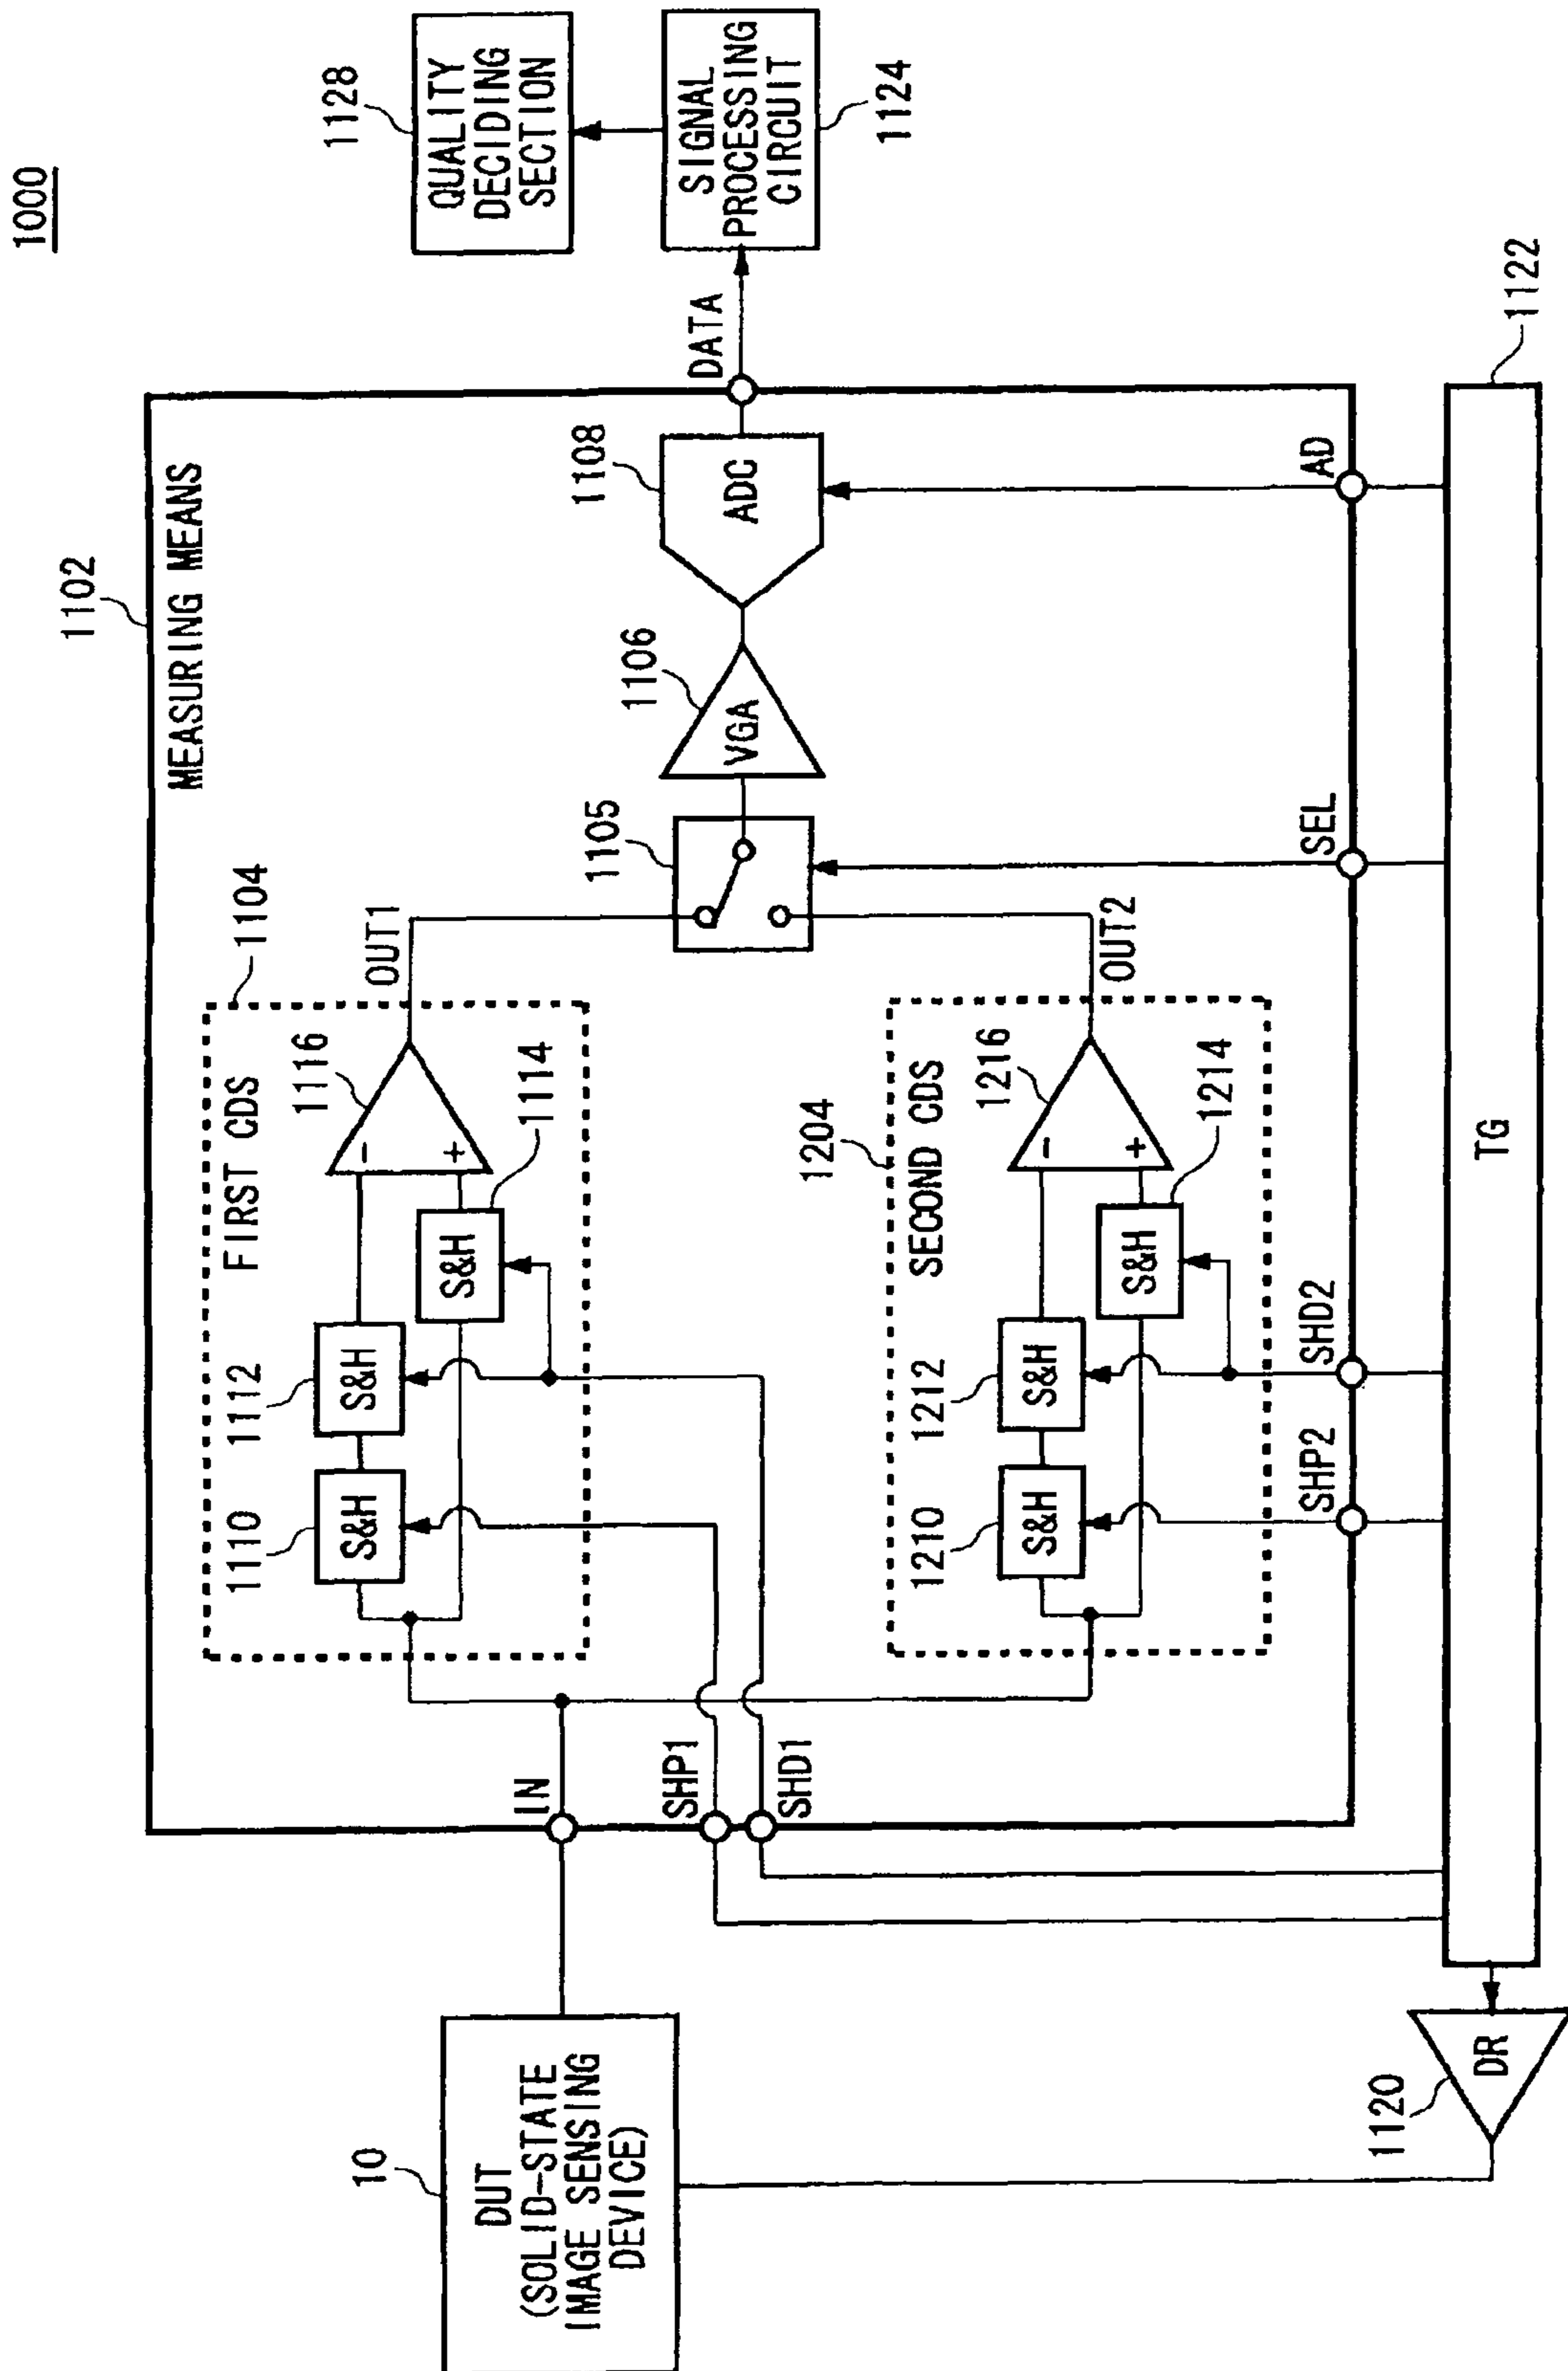 1000
1102
MEASURING MEANS
1104
FIRST CDS
1110
S&H
1112
S&H
1114
S&H
1116
-
+
OUT1
1105
1106
VGA
1108
ADC
DATA
1128
QUALITY
DECIDING
SECTION
SIGNAL
PROCESSING
CIRCUIT
1124
10
DUT
(SOLID-STATE
IMAGE SENSING
DEVICE)
IN
SHP1
SHD1
1204
SECOND CDS
1210
S&H
1212
S&H
1214
S&H
1216
-
+
OUT2
SHP2
SHD2
SEL
AD
1120
DR
TG
1122